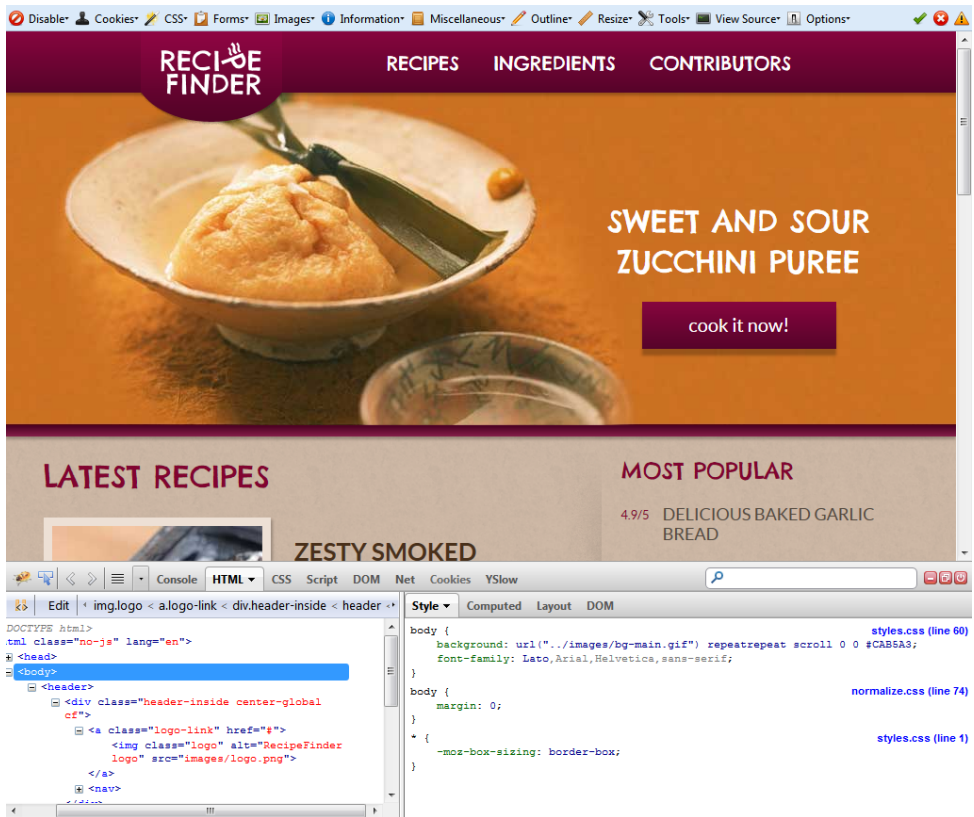 Disable Cookies CSS Forms Images Information Miscellaneous Outline Resize Tools View Source Options
RECIPE
FINDER
RECIPES INGREDIENTS CONTRIBUTORS
SWEET AND SOUR
ZUCCHINI PUREE
cook it now!
LATEST RECIPES
MOST POPULAR
ZESTY SMOKED
4.9/5 DELICIOUS BAKED GARLIC
BREAD
Console HTML CSS Script DOM Net Cookies YSlow
Edit img.logo < a.logo-link < div.header-inside < header
DOCTYPE html>
tml class="no-js" lang="en">
<head>
<body>
<header>
<div class="header-inside center-global
cf">
<a class="logo-link" href="#">
<img class="logo" alt="RecipeFinder
logo" src="images/logo.png">
</a>
<nav>
</div>
Style Computed Layout DOM
body { styles.css (line 60)
background: url("../images/bg-main.gif") repeatrepeat scroll 0 0 #CAB5A3;
font-family: Lato,Arial,Helvetica,sans-serif;
}
body { normalize.css (line 74)
margin: 0;
}
* { styles.css (line 1)
-moz-box-sizing: border-box;
}